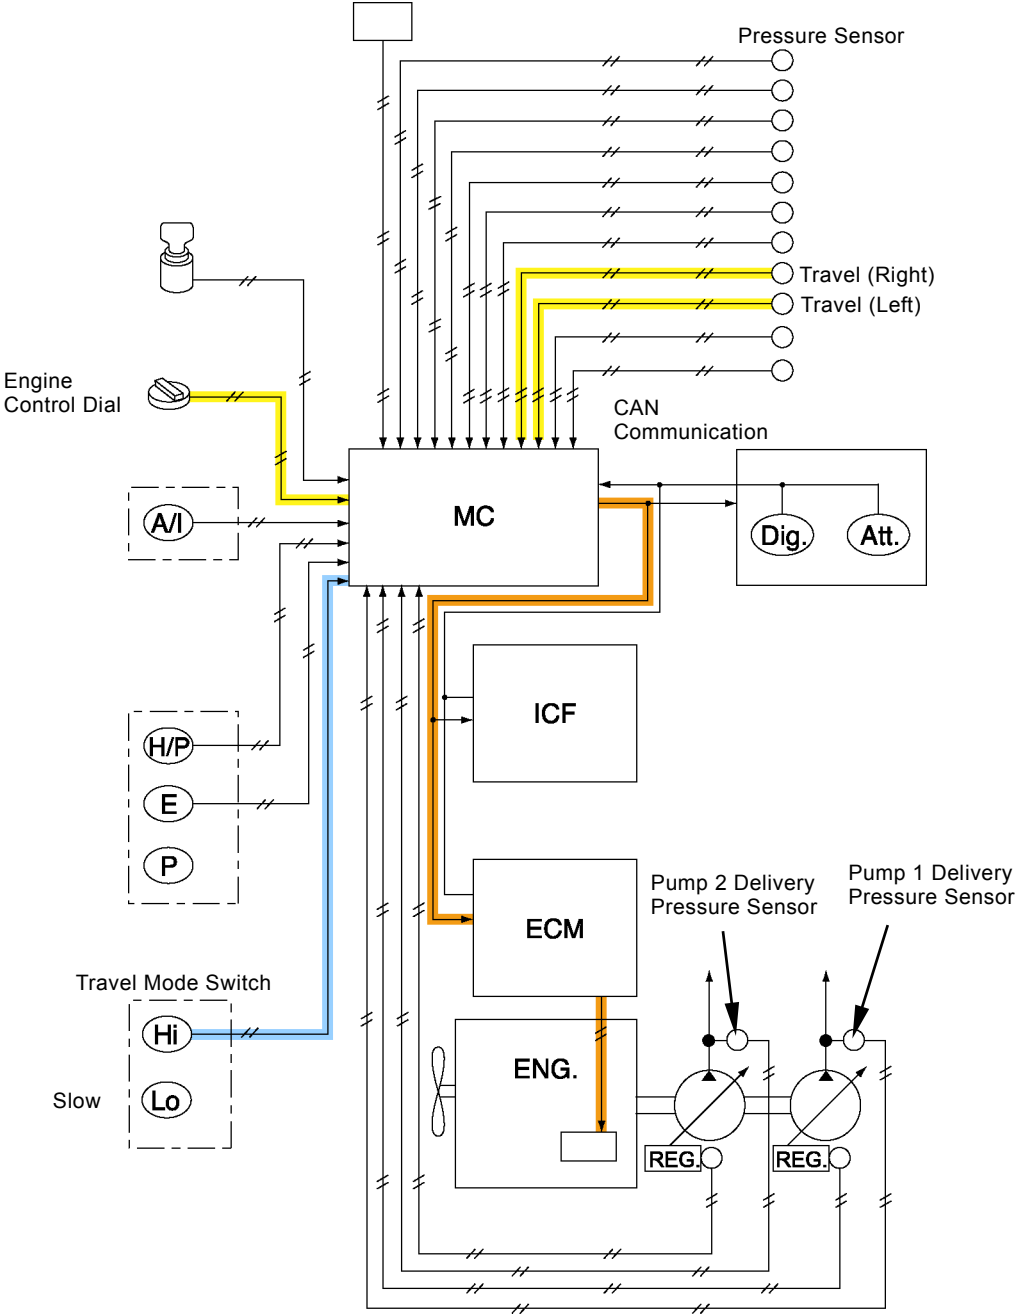 Pressure Sensor
Travel (Right)
Travel (Left)
Engine
Control Dial
CAN
Communication
MC
A/I
Dig.
Att.
ICF
H/P
E
P
ECM
Pump 2 Delivery
Pressure Sensor
Pump 1 Delivery
Pressure Sensor
Travel Mode Switch
Hi
Slow
Lo
ENG.
REG.
REG.